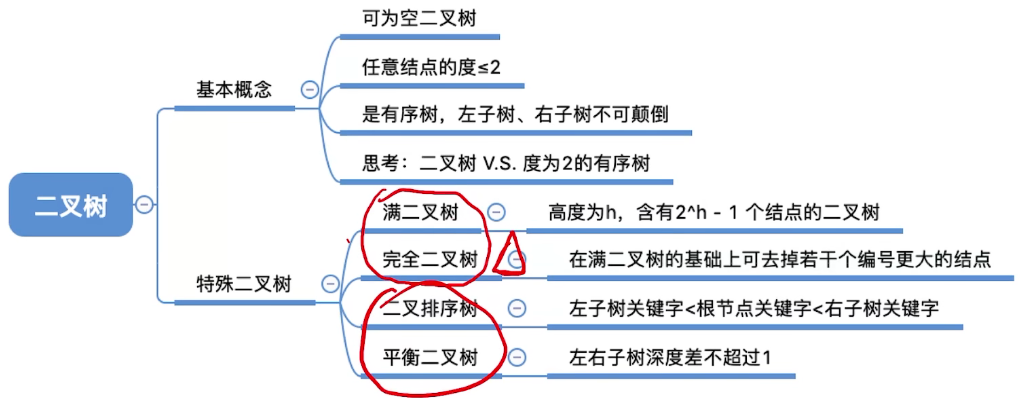 可为空二叉树
任意结点的度≤2
基本概念
是有序树，左子树、右子树不可颠倒
思考：二叉树 V.S. 度为2的有序树
二叉树
满二叉树
高度为h，含有2^h - 1 个结点的二叉树
完全二叉树
在满二叉树的基础上可去掉若干个编号更大的结点
特殊二叉树
二叉排序树
左子树关键字<根节点关键字<右子树关键字
平衡二叉树
左右子树深度差不超过1